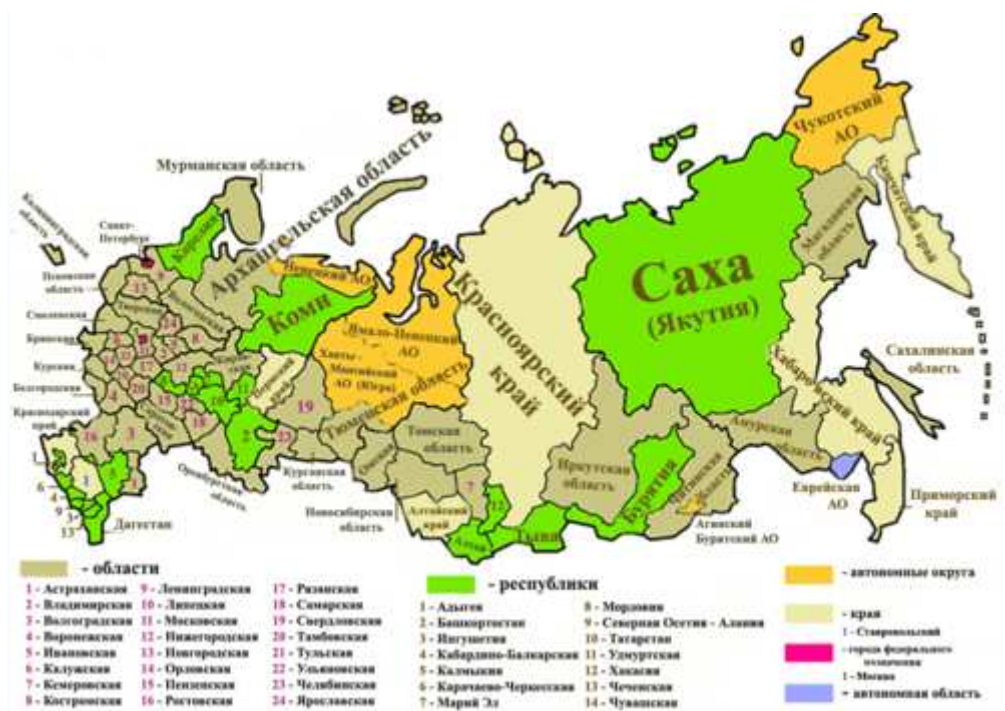 Мурманская область
Калининградская область
Санкт-Петербург
Псковская область
Смоленская
Брянская
Курская
Белгородская
Краснодарский край
Карелия
Архангельская область
Ненецкий АО
Коми
Ямало-Ненецкий АО
Ханты-Мансийский АО (Югра)
Тюменская область
Пермский край
Оренбургская область
Курганская область
Омская
Томская область
Новосибирская область
Алтайский край
Алтай
Тыва
Красноярский край
Саха (Якутия)
Иркутская область
Бурятия
Читинская область
Агинский Бурятский АО
Амурская область
Еврейская АО
Хабаровский край
Приморский край
Сахалинская область
Магаданская область
Камчатский край
Чукотский АО
Дагестан
- области
1 - Астраханская
2 - Владимирская
3 - Волгоградская
4 - Воронежская
5 - Ивановская
6 - Калужская
7 - Кемеровская
8 - Костромская
9 - Ленинградская
10 - Липецкая
11 - Московская
12 - Нижегородская
13 - Новгородская
14 - Орловская
15 - Пензенская
16 - Ростовская
17 - Рязанская
18 - Самарская
19 - Свердловская
20 - Тамбовская
21 - Тульская
22 - Ульяновская
23 - Челябинская
24 - Ярославская
- республики
1 - Адыгея
2 - Башкортостан
3 - Ингушетия
4 - Кабардино-Балкарская
5 - Калмыкия
6 - Карачаево-Черкесская
7 - Марий Эл
8 - Мордовия
9 - Северная Осетия - Алания
10 - Татарстан
11 - Удмуртская
12 - Хакасия
13 - Чеченская
14 - Чувашская
- автономные округа
- края
1 - Ставропольский
- города федерального
1 - Москва
- автономная область